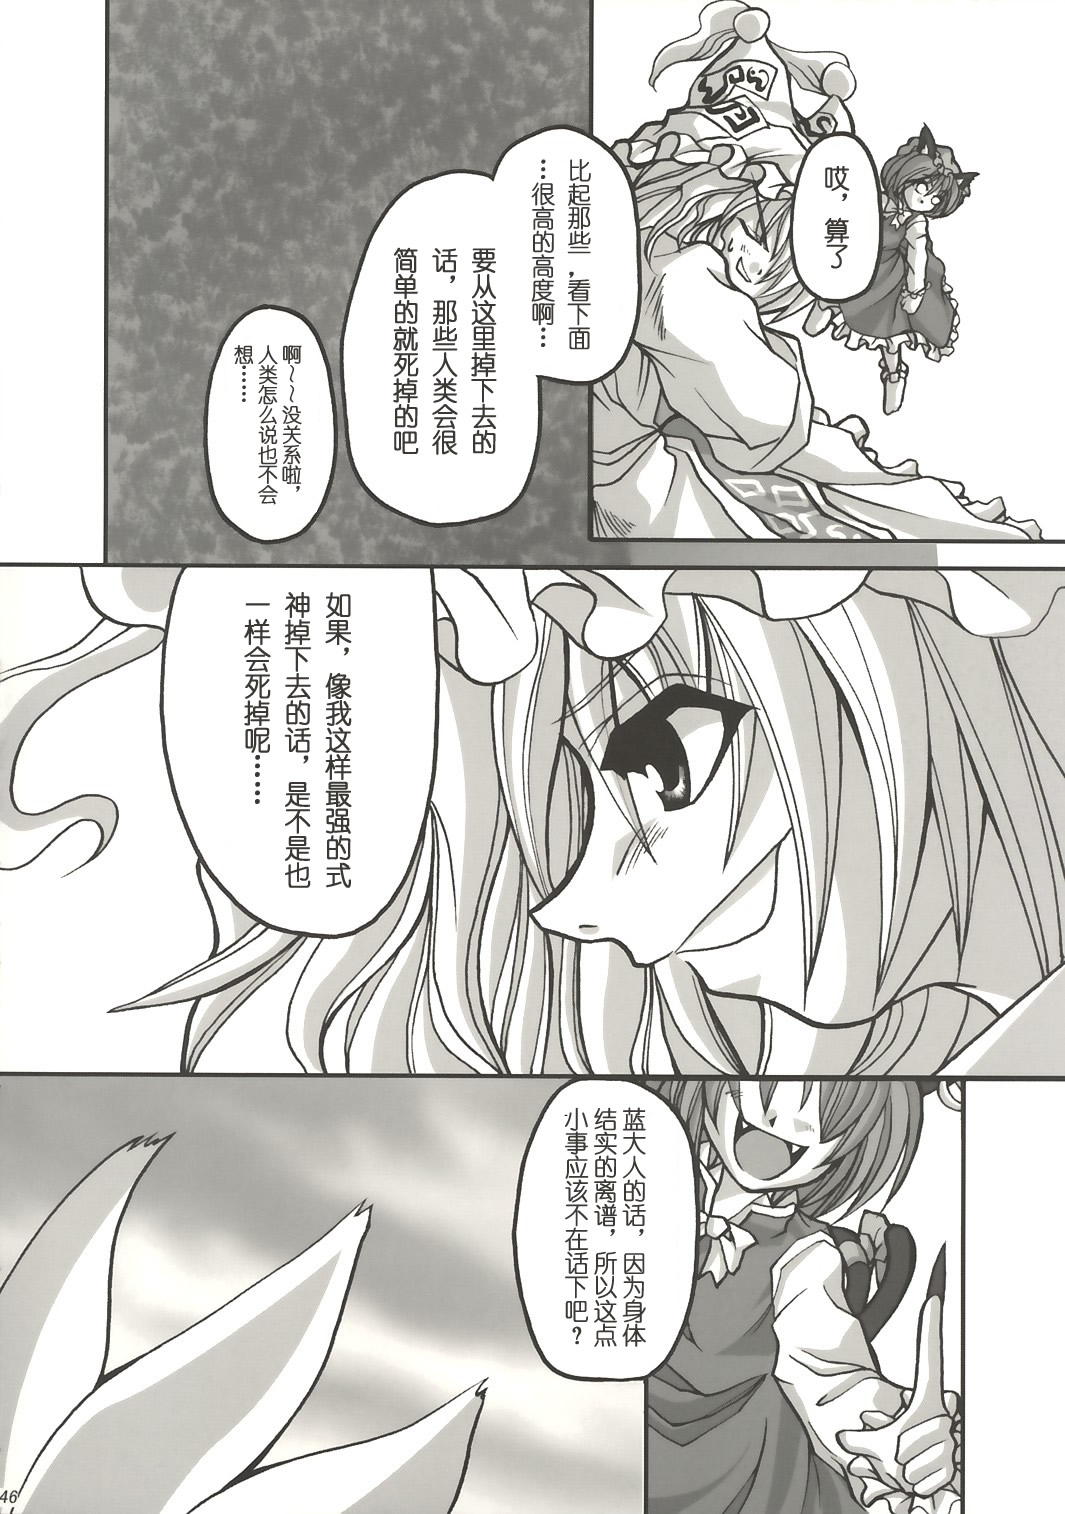 哎，算了
比起那些，看下面
…很高的高度啊…
要从这里掉下去的
话，那些人类会很
简单的就死掉的吧
啊～～没关系啦，
人类怎么说也不会
想……
如果，像我这样最强的式
神掉下去的话，是不是也
一样会死掉呢……
蓝大人的话，因为身体
结实的离谱，所以这点
小事应该不在话下吧？
46